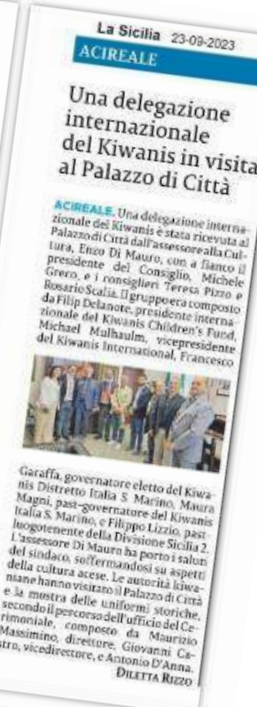 La Sicilia 23-09-2023
ACIREALE
Una delegazione
internazionale
del Kiwanis in visita
al Palazzo di Città
ACIREALE. Una delegazione interna-
zionale del Kiwanis è stata ricevuta al
Palazzo di Città dall'assessore alla Cul-
tura, Enzo Di Mauro, con a fianco il
presidente del Consiglio, Michele
Greco, e i consiglieri Teresa Pizzo e
Rosario Scalia. Il gruppo era composto
da Filip Delanote, presidente interna-
zionale del Kiwanis Children's Fund,
Michael Mulhaulm, vicepresidente
del Kiwanis International, Francesco
Garaffa, governatore eletto del Kiwa-
nis Distretto Italia S. Marino, Maura
Magni, past-governatore del Kiwanis
Italia S. Marino, e Filippo Lizzio, past-
luogotenente della Divisione Sicilia 2.
L'assessore Di Mauro ha porto i saluti
del sindaco, soffermandosi su aspetti
della cultura acese. Le autorità kiwa-
niane hanno visitato il Palazzo di Città
e la mostra delle uniformi storiche,
secondo il percorso dell'ufficio del Ce-
rimoniale, composto da Maurizio
Massimino, direttore, Giovanni Ca-
stro, vicedirettore, e Antonio D'Anna.
DILETTA RIZZO